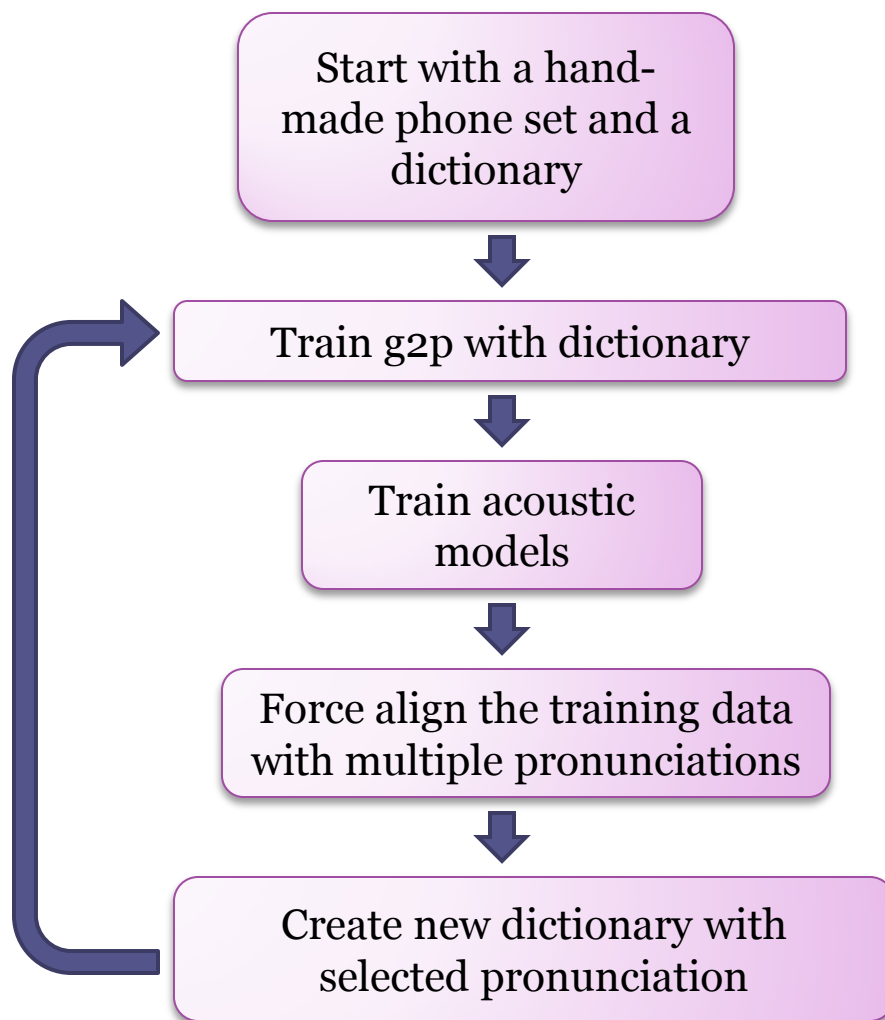 Start with a hand-
made phone set and a
dictionary
Train g2p with dictionary
Train acoustic
models
Force align the training data
with multiple pronunciations
Create new dictionary with
selected pronunciation